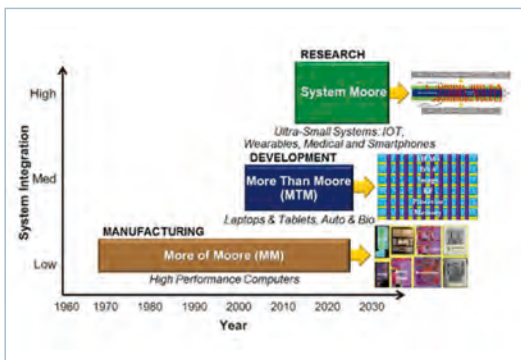 RESEARCH
System Moore
High
Ultra-Small Systems: IOT,
Wearables, Medical and Smartphones
DEVELOPMENT
More Than Moore
(MTM)
Med
Laptops & Tablets, Auto & Bio
MANUFACTURING
More of Moore (MM)
Low
High Performance Computers
System Integration
1960 1970 1980 1990 2000 2010 2020 2030
Year